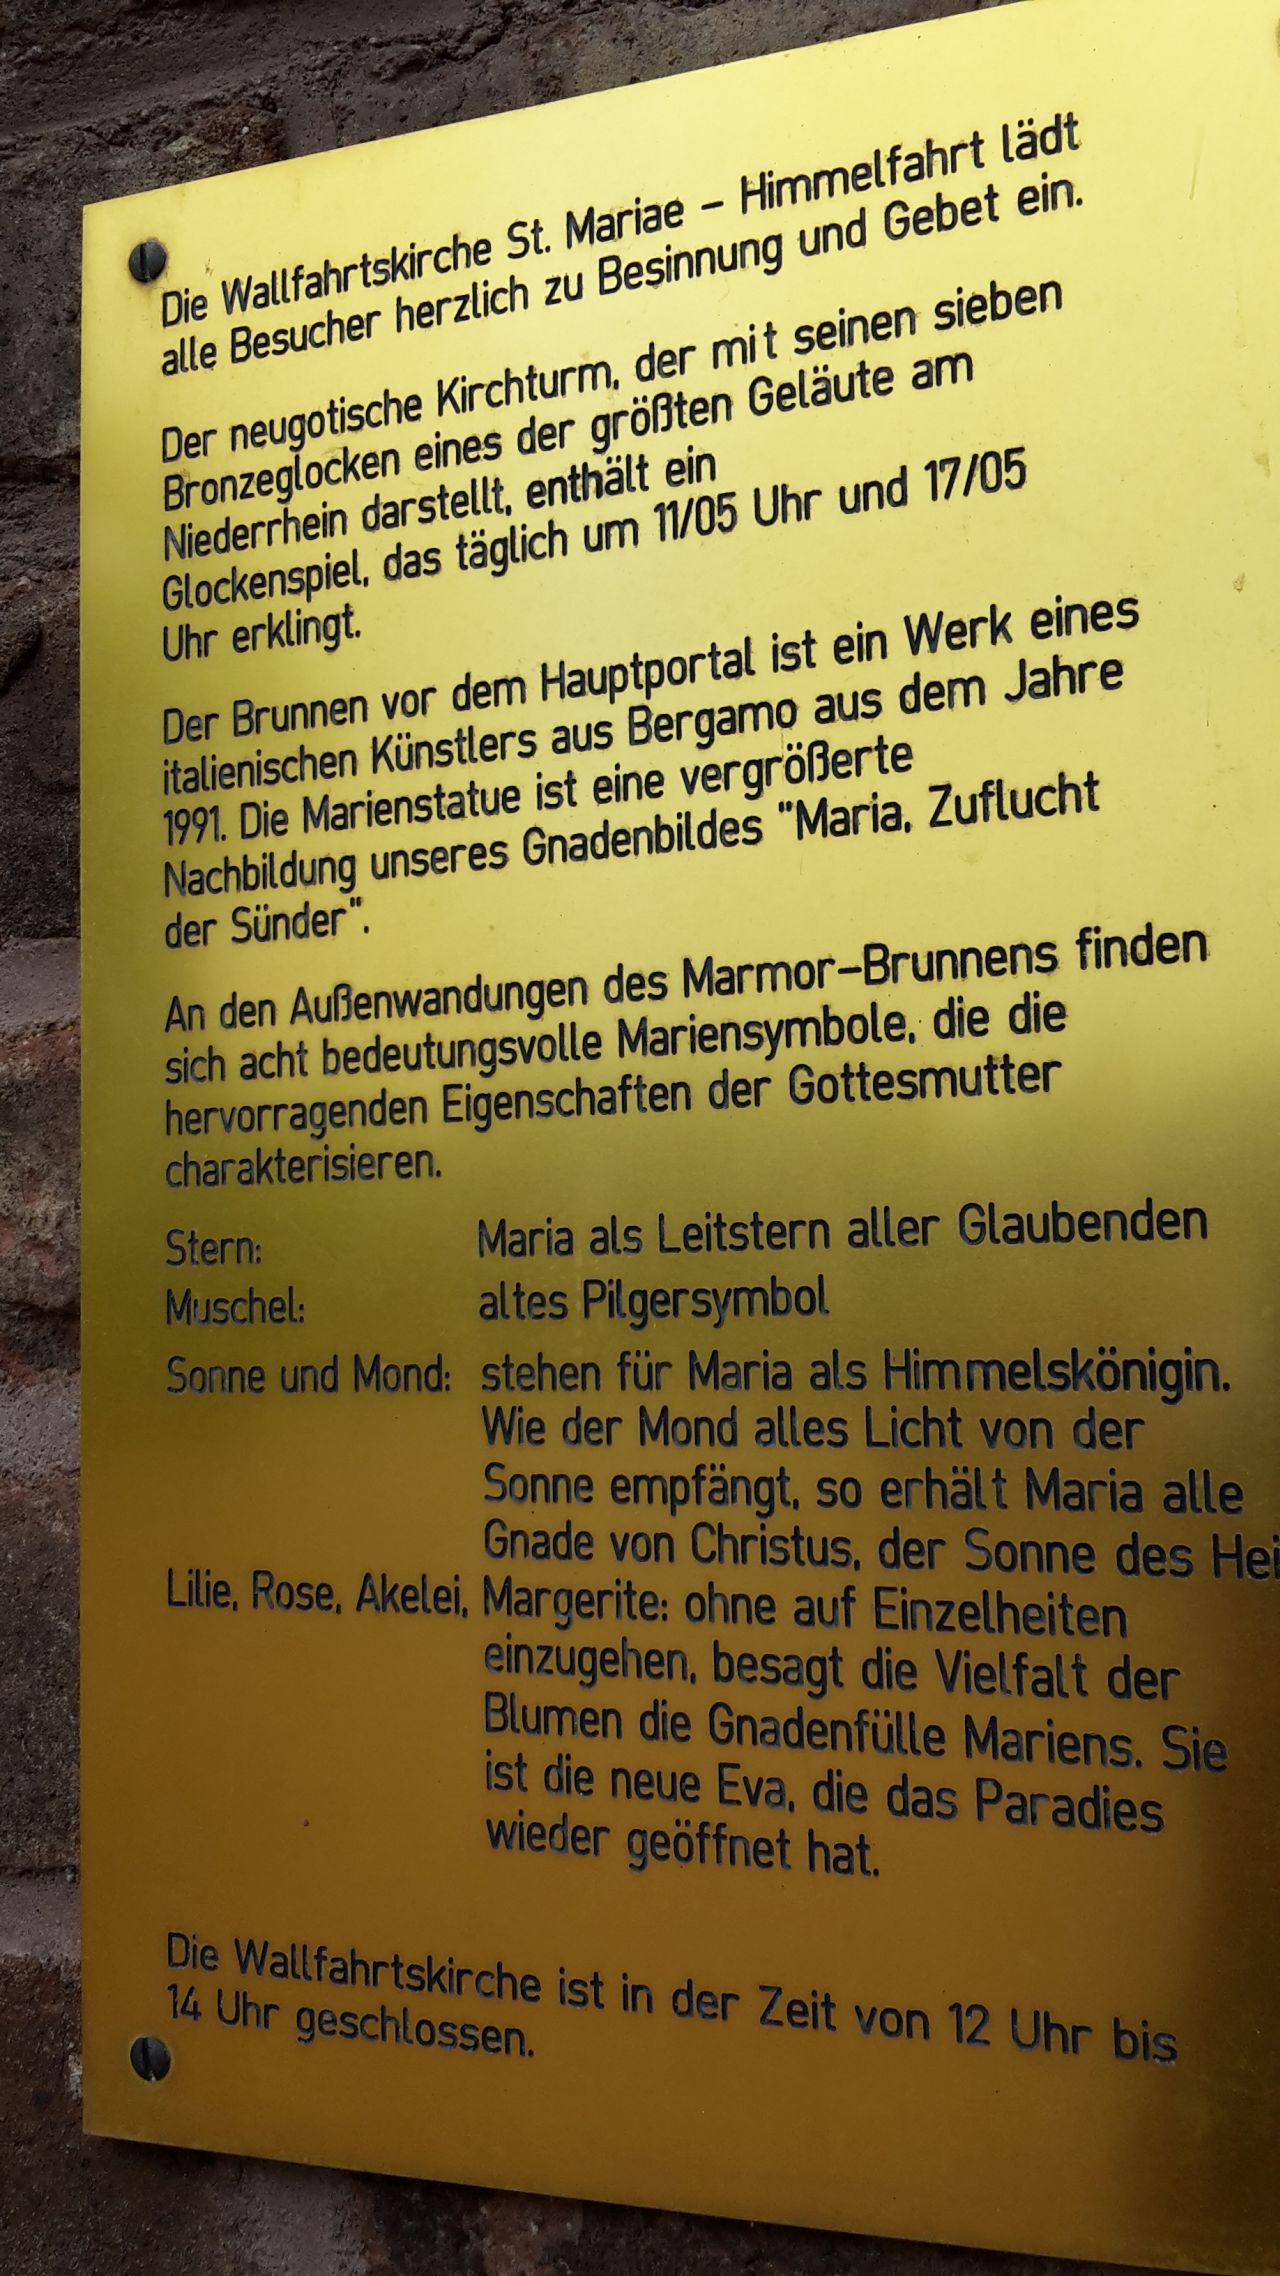 Die Wallfahrtskirche St. Mariae - Himmelfahrt lädt
alle Besucher herzlich zu Besinnung und Gebet ein.
Der neugotische Kirchturm, der mit seinen sieben
Bronzeglocken eines der größten Geläute am
Niederrhein darstellt, enthält ein
Glockenspiel, das täglich um 11/05 Uhr und 17/05
Uhr erklingt.
Der Brunnen vor dem Hauptportal ist ein Werk eines
italienischen Künstlers aus Bergamo aus dem Jahre
1991. Die Marienstatue ist eine vergrößerte
Nachbildung unseres Gnadenbildes "Maria, Zuflucht
der Sünder".
An den Außenwandungen des Marmor-Brunnens finden
sich acht bedeutungsvolle Mariensymbole, die die
hervorragenden Eigenschaften der Gottesmutter
charakterisieren.
Stern: Maria als Leitstern aller Glaubenden
Muschel: altes Pilgersymbol
Sonne und Mond: stehen für Maria als Himmelskönigin.
Wie der Mond alles Licht von der
Sonne empfängt, so erhält Maria alle
Gnade von Christus, der Sonne des Hei
Lilie, Rose, Akelei, Margerite: ohne auf Einzelheiten
einzugehen, besagt die Vielfalt der
Blumen die Gnadenfülle Mariens. Sie
ist die neue Eva, die das Paradies
wieder geöffnet hat.
Die Wallfahrtskirche ist in der Zeit von 12 Uhr bis
14 Uhr geschlossen.